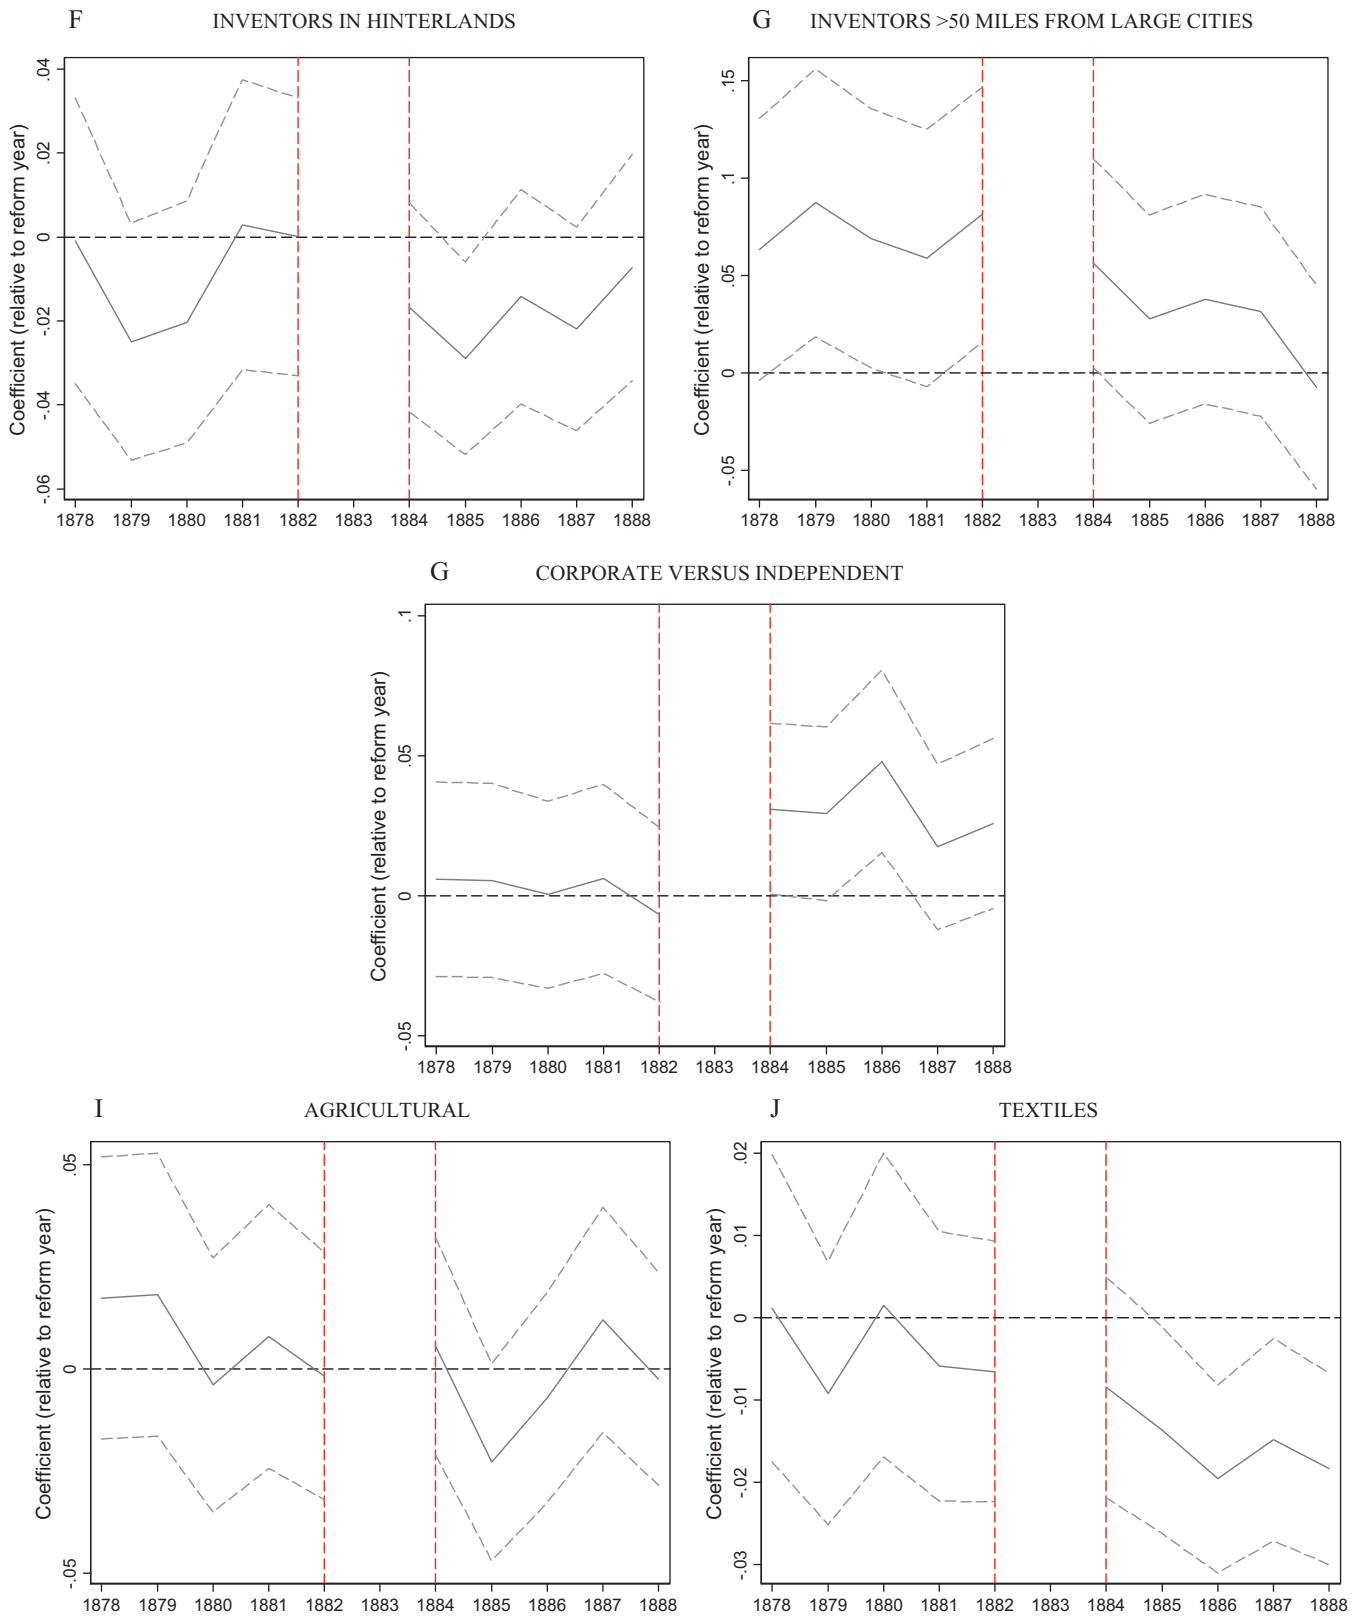 F INVENTORS IN HINTERLANDS
Coefficient (relative to reform year)
.04
.02
0
-.02
-.04
-.06
1878 1879 1880 1881 1882 1883 1884 1885 1886 1887 1888
G INVENTORS >50 MILES FROM LARGE CITIES
Coefficient (relative to reform year)
.15
.1
.05
0
-.05
1878 1879 1880 1881 1882 1883 1884 1885 1886 1887 1888
G CORPORATE VERSUS INDEPENDENT
Coefficient (relative to reform year)
.1
.05
0
-.05
1878 1879 1880 1881 1882 1883 1884 1885 1886 1887 1888
I AGRICULTURAL
Coefficient (relative to reform year)
.05
0
-.05
1878 1879 1880 1881 1882 1883 1884 1885 1886 1887 1888
J TEXTILES
Coefficient (relative to reform year)
.02
.01
0
-.01
-.02
-.03
1878 1879 1880 1881 1882 1883 1884 1885 1886 1887 1888